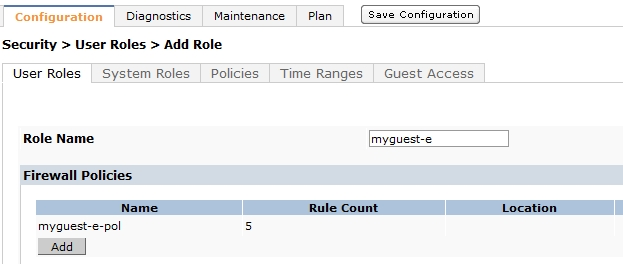 Configuration Diagnostics Maintenance Plan Save Configuration
Security > User Roles > Add Role
User Roles System Roles Policies Time Ranges Guest Access
Role Name myguest-e
Firewall Policies
Name Rule Count Location
myguest-e-pol 5
Add